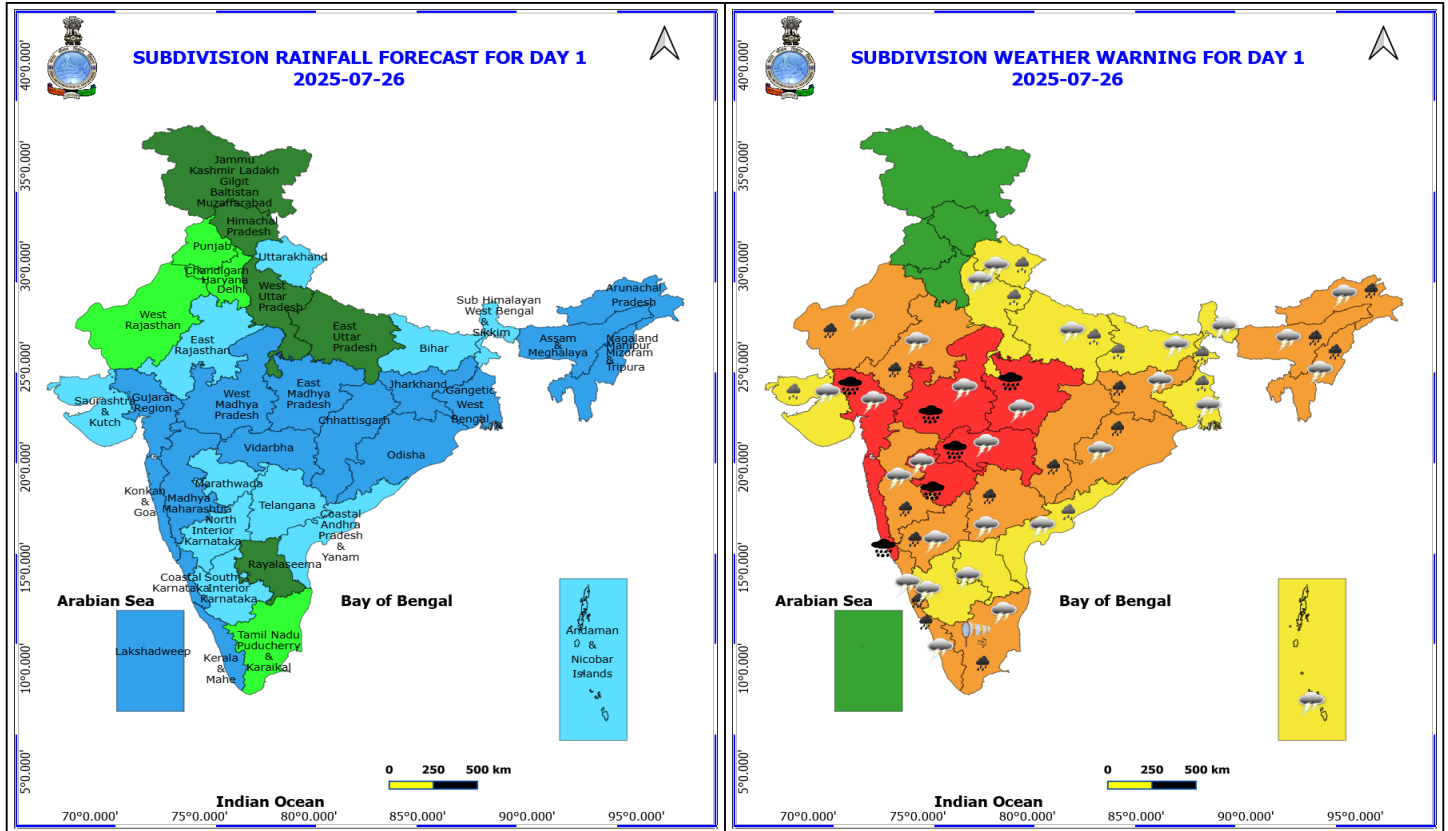 SUBDIVISION RAINFALL FORECAST FOR DAY 1
2025-07-26
40°0.000'
35°0.000'
30°0.000'
25°0.000'
20°0.000'
15°0.000'
10°0.000'
5°0.000'
Jammu
Kashmir Ladakh
Gilgit
Baltistan
Muzaffarabad
Himachal
Pradesh
Punjab
Uttarakhand
Chandigarh
Haryana
Delhi
West
Uttar
Pradesh
East
Uttar
Pradesh
West
Rajasthan
East
Rajasthan
Bihar
Sub Himalayan
West Bengal
&
Sikkim
Arunachal
Pradesh
Assam
&
Meghalaya
Nagaland
Manipur
Mizoram
&
Tripura
Saurashtra
&
Kutch
Gujarat
Region
West
Madhya
Pradesh
East
Madhya
Pradesh
Jharkhand
Gangetic
West
Bengal
Chhattisgarh
Odisha
Vidarbha
Konkan
&
Goa
Madhya
Maharashtra
Marathwada
Telangana
North
Interior
Karnataka
Coastal
Andhra
Pradesh
&
Yanam
Rayalaseema
Coastal
Karnataka
South
Interior
Karnataka
Tamil Nadu
Puducherry
&
Karaikal
Kerala
&
Mahe
Lakshadweep
Andaman
&
Nicobar
Islands
Arabian Sea
Bay of Bengal
Indian Ocean
0 250 500 km
70°0.000' 75°0.000' 80°0.000' 85°0.000' 90°0.000' 95°0.000'
SUBDIVISION WEATHER WARNING FOR DAY 1
2025-07-26
40°0.000'
35°0.000'
30°0.000'
25°0.000'
20°0.000'
15°0.000'
10°0.000'
5°0.000'
Arabian Sea
Bay of Bengal
Indian Ocean
0 250 500 km
70°0.000' 75°0.000' 80°0.000' 85°0.000' 90°0.000' 95°0.000'